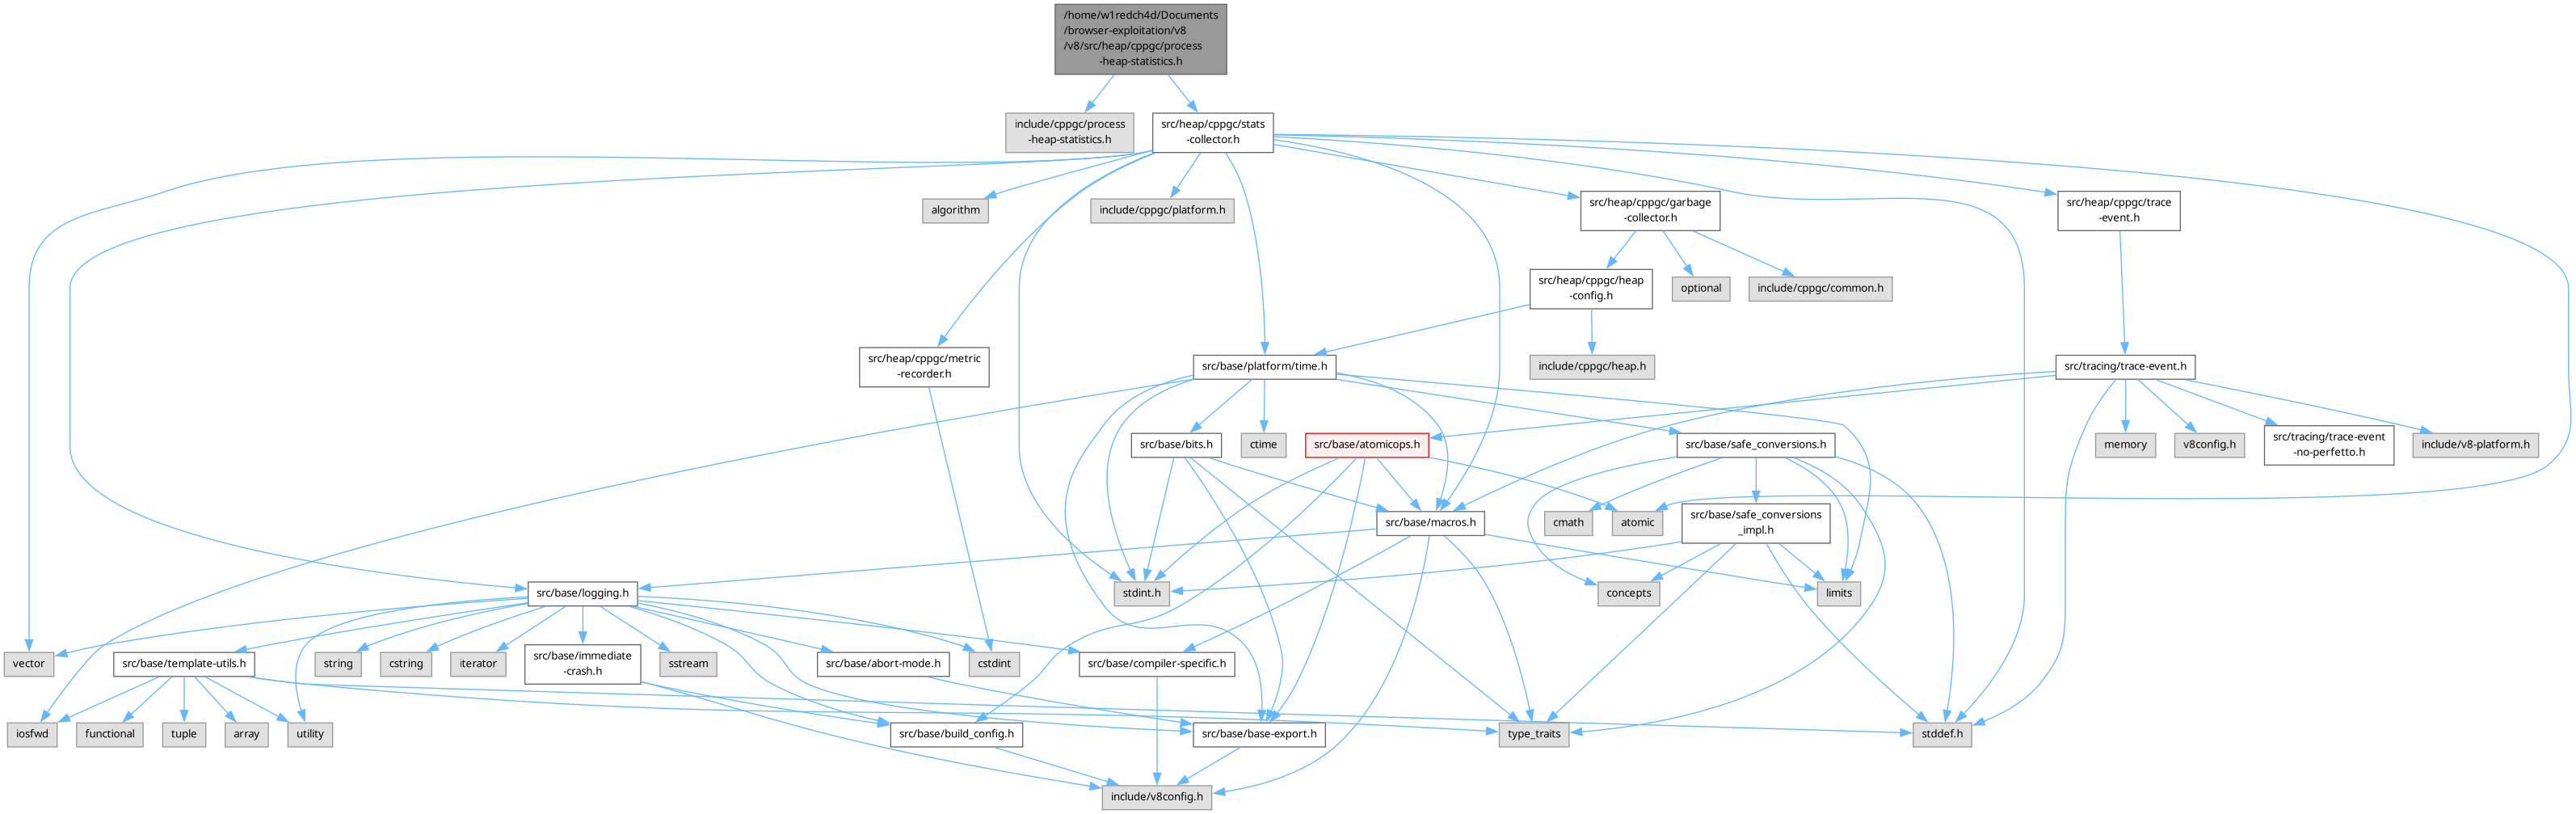 /home/w1redch4d/Documents
/browser-exploitation/v8
/v8/src/heap/cppgc/process
-heap-statistics.h
include/cppgc/process
-heap-statistics.h
src/heap/cppgc/stats
-collector.h
algorithm
include/cppgc/platform.h
src/heap/cppgc/garbage
-collector.h
src/heap/cppgc/trace
-event.h
src/heap/cppgc/heap
-config.h
optional
include/cppgc/common.h
src/heap/cppgc/metric
-recorder.h
src/base/platform/time.h
include/cppgc/heap.h
src/tracing/trace-event.h
src/base/bits.h
ctime
src/base/atomicops.h
src/base/safe_conversions.h
memory
v8config.h
src/tracing/trace-event
-no-perfetto.h
include/v8-platform.h
src/base/macros.h
cmath
atomic
src/base/safe_conversions
_impl.h
src/base/logging.h
stdint.h
concepts
limits
vector
src/base/template-utils.h
string
cstring
iterator
src/base/immediate
-crash.h
sstream
src/base/abort-mode.h
cstdint
src/base/compiler-specific.h
iosfwd
functional
tuple
array
utility
src/base/build_config.h
src/base/base-export.h
type_traits
stddef.h
include/v8config.h